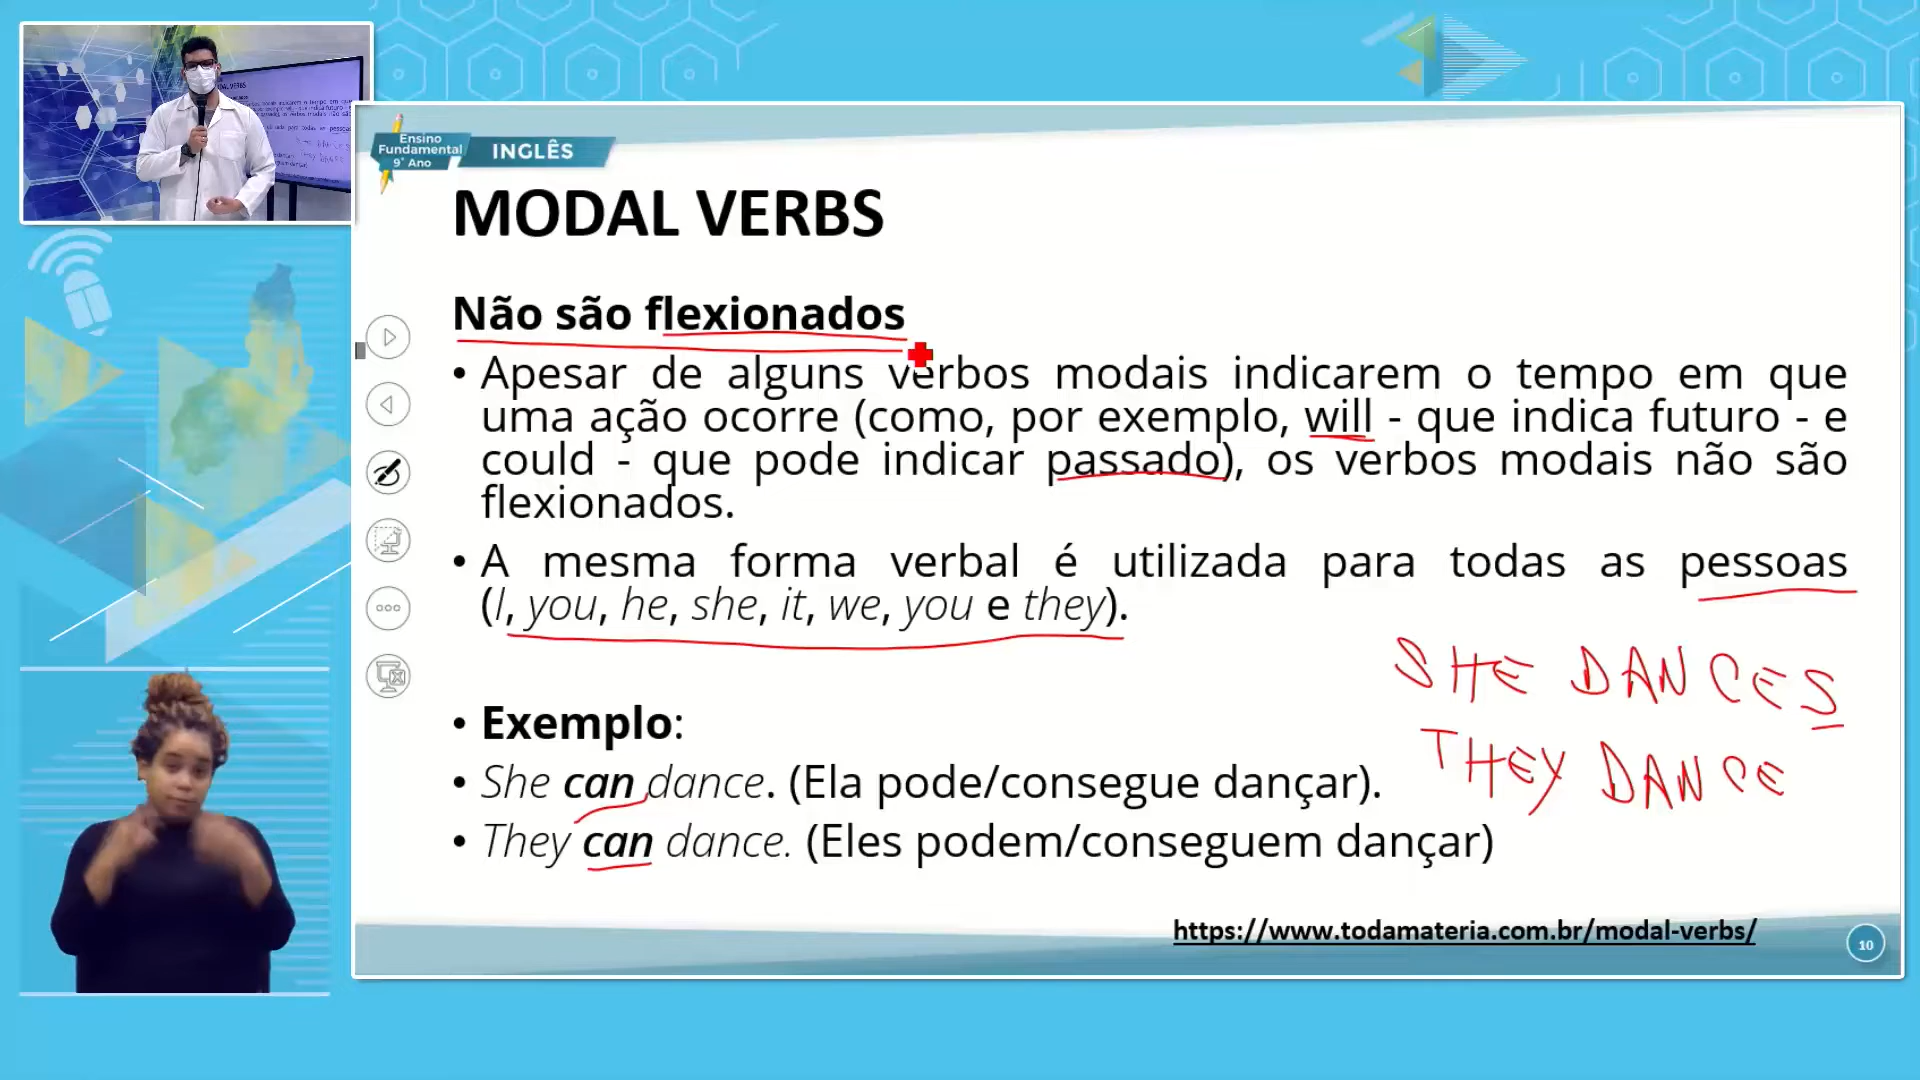 Ensino
Fundamental
9° Ano
INGLÊS
MODAL VERBS
Não são flexionados
• Apesar de alguns verbos modais indicarem o tempo em que
uma ação ocorre (como, por exemplo, will - que indica futuro - e
could - que pode indicar passado), os verbos modais não são
flexionados.
• A mesma forma verbal é utilizada para todas as pessoas
(I, you, he, she, it, we, you e they).
SHE DANCES
THEY DANCE
• Exemplo:
• She can dance. (Ela pode/consegue dançar).
• They can dance. (Eles podem/conseguem dançar)
https://www.todamateria.com.br/modal-verbs/
10